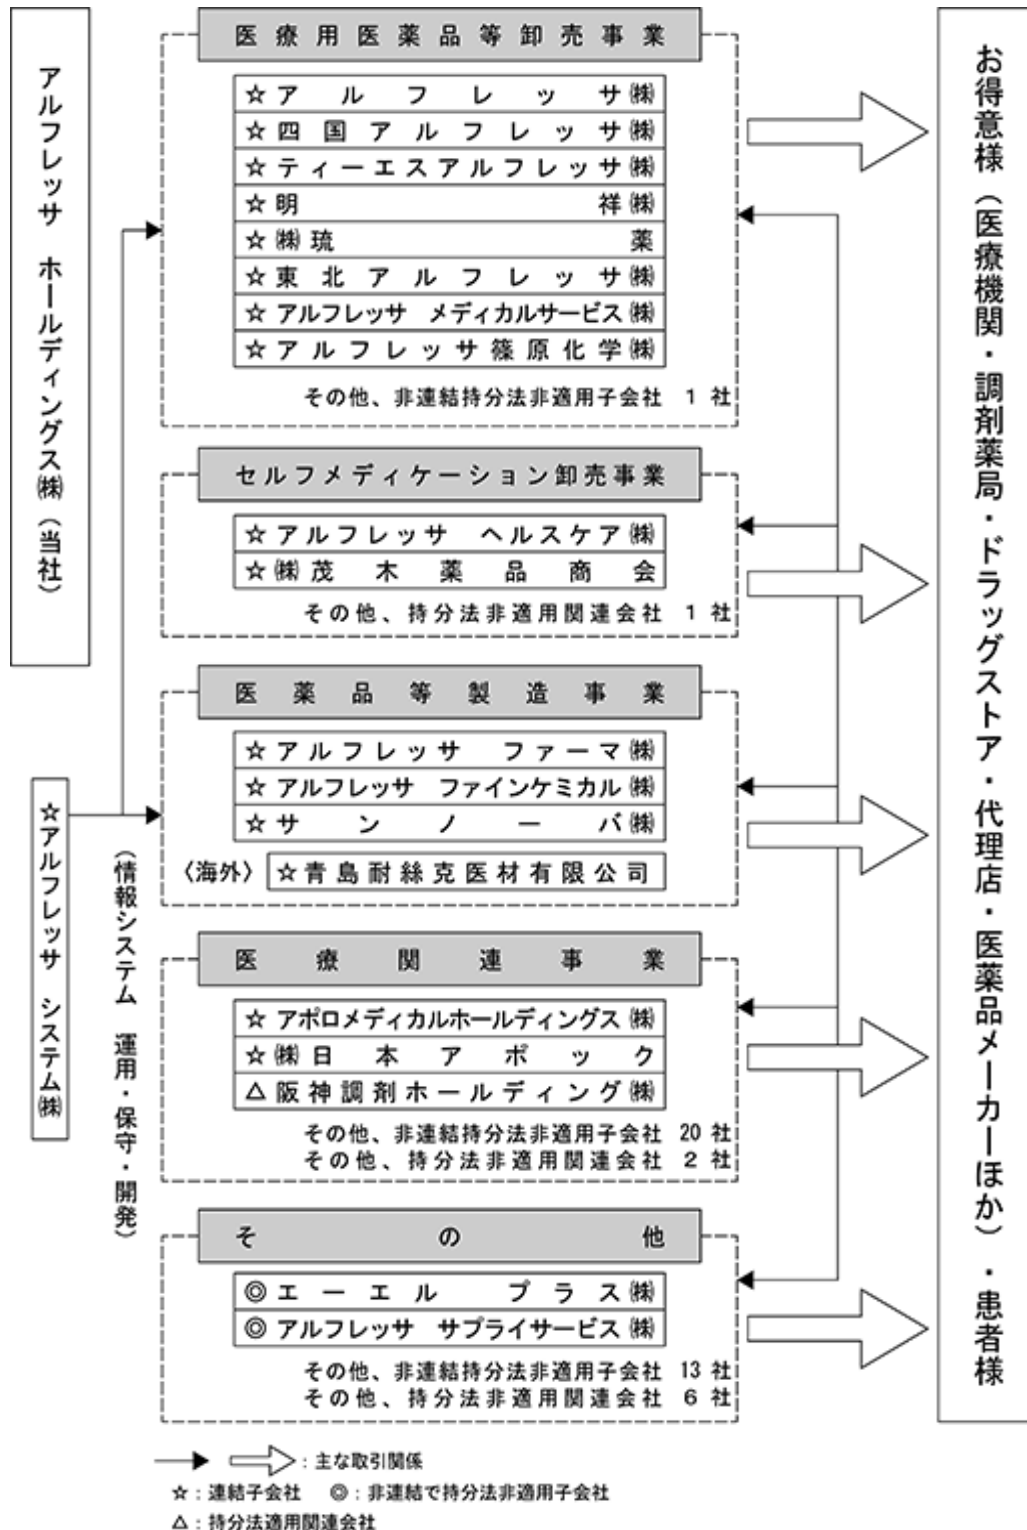 アルフレッサ ホールディングス㈱(当社)
☆アルフレッサ システム㈱
(情報システム 運用・保守・開発)
医療用医薬品等卸売事業
☆アルフレッサ㈱
☆四国アルフレッサ㈱
☆ティーエスアルフレッサ㈱
☆明祥㈱
☆㈱琉薬
☆東北アルフレッサ㈱
☆アルフレッサ メディカルサービス㈱
☆アルフレッサ篠原化学㈱
その他、非連結持分法非適用子会社 1 社
セルフメディケーション卸売事業
☆アルフレッサ ヘルスケア㈱
☆㈱茂木薬品商会
その他、持分法非適用関連会社 1 社
医薬品等製造事業
☆アルフレッサ ファーマ㈱
☆アルフレッサ ファインケミカル㈱
☆サンノーバ㈱
〈海外〉☆青島耐絲克医材有限公司
医療関連事業
☆アポロメディカルホールディングス㈱
☆㈱日本アポック
△阪神調剤ホールディング㈱
その他、非連結持分法非適用子会社 20 社
その他、持分法非適用関連会社 2 社
その他
◎エーエル プラス㈱
◎アルフレッサ サプライサービス㈱
その他、非連結持分法非適用子会社 13 社
その他、持分法非適用関連会社 6 社
お得意様(医療機関・調剤薬局・ドラッグストア・代理店・医薬品メーカーほか)・患者様
：主な取引関係
☆：連結子会社 ◎：非連結で持分法非適用子会社
△：持分法適用関連会社